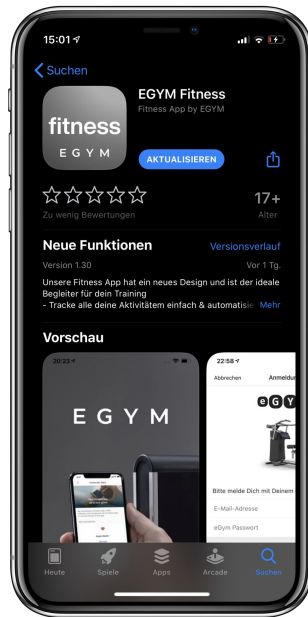 15:01
Suchen
EGYM Fitness
Fitness App by EGYM
fitness
EGYM
AKTUALISIEREN
17+
Zu wenig Bewertungen
Alter
Neue Funktionen
Versionsverlauf
Version 1.30
Vor 1 Tg.
Unsere Fitness App hat ein neues Design und ist der ideale
Begleiter für dein Training
- Tracke alle deine Aktivitätem einfach & automatisie
Mehr
Vorschau
20:23
EGYM
22:58
Abbrechen
Anmeldu
eGYM
Bitte melde Dich mit Deinem
E-Mail-Adresse
eGym Passwort
Heute
Spiele
Apps
Arcade
Suchen